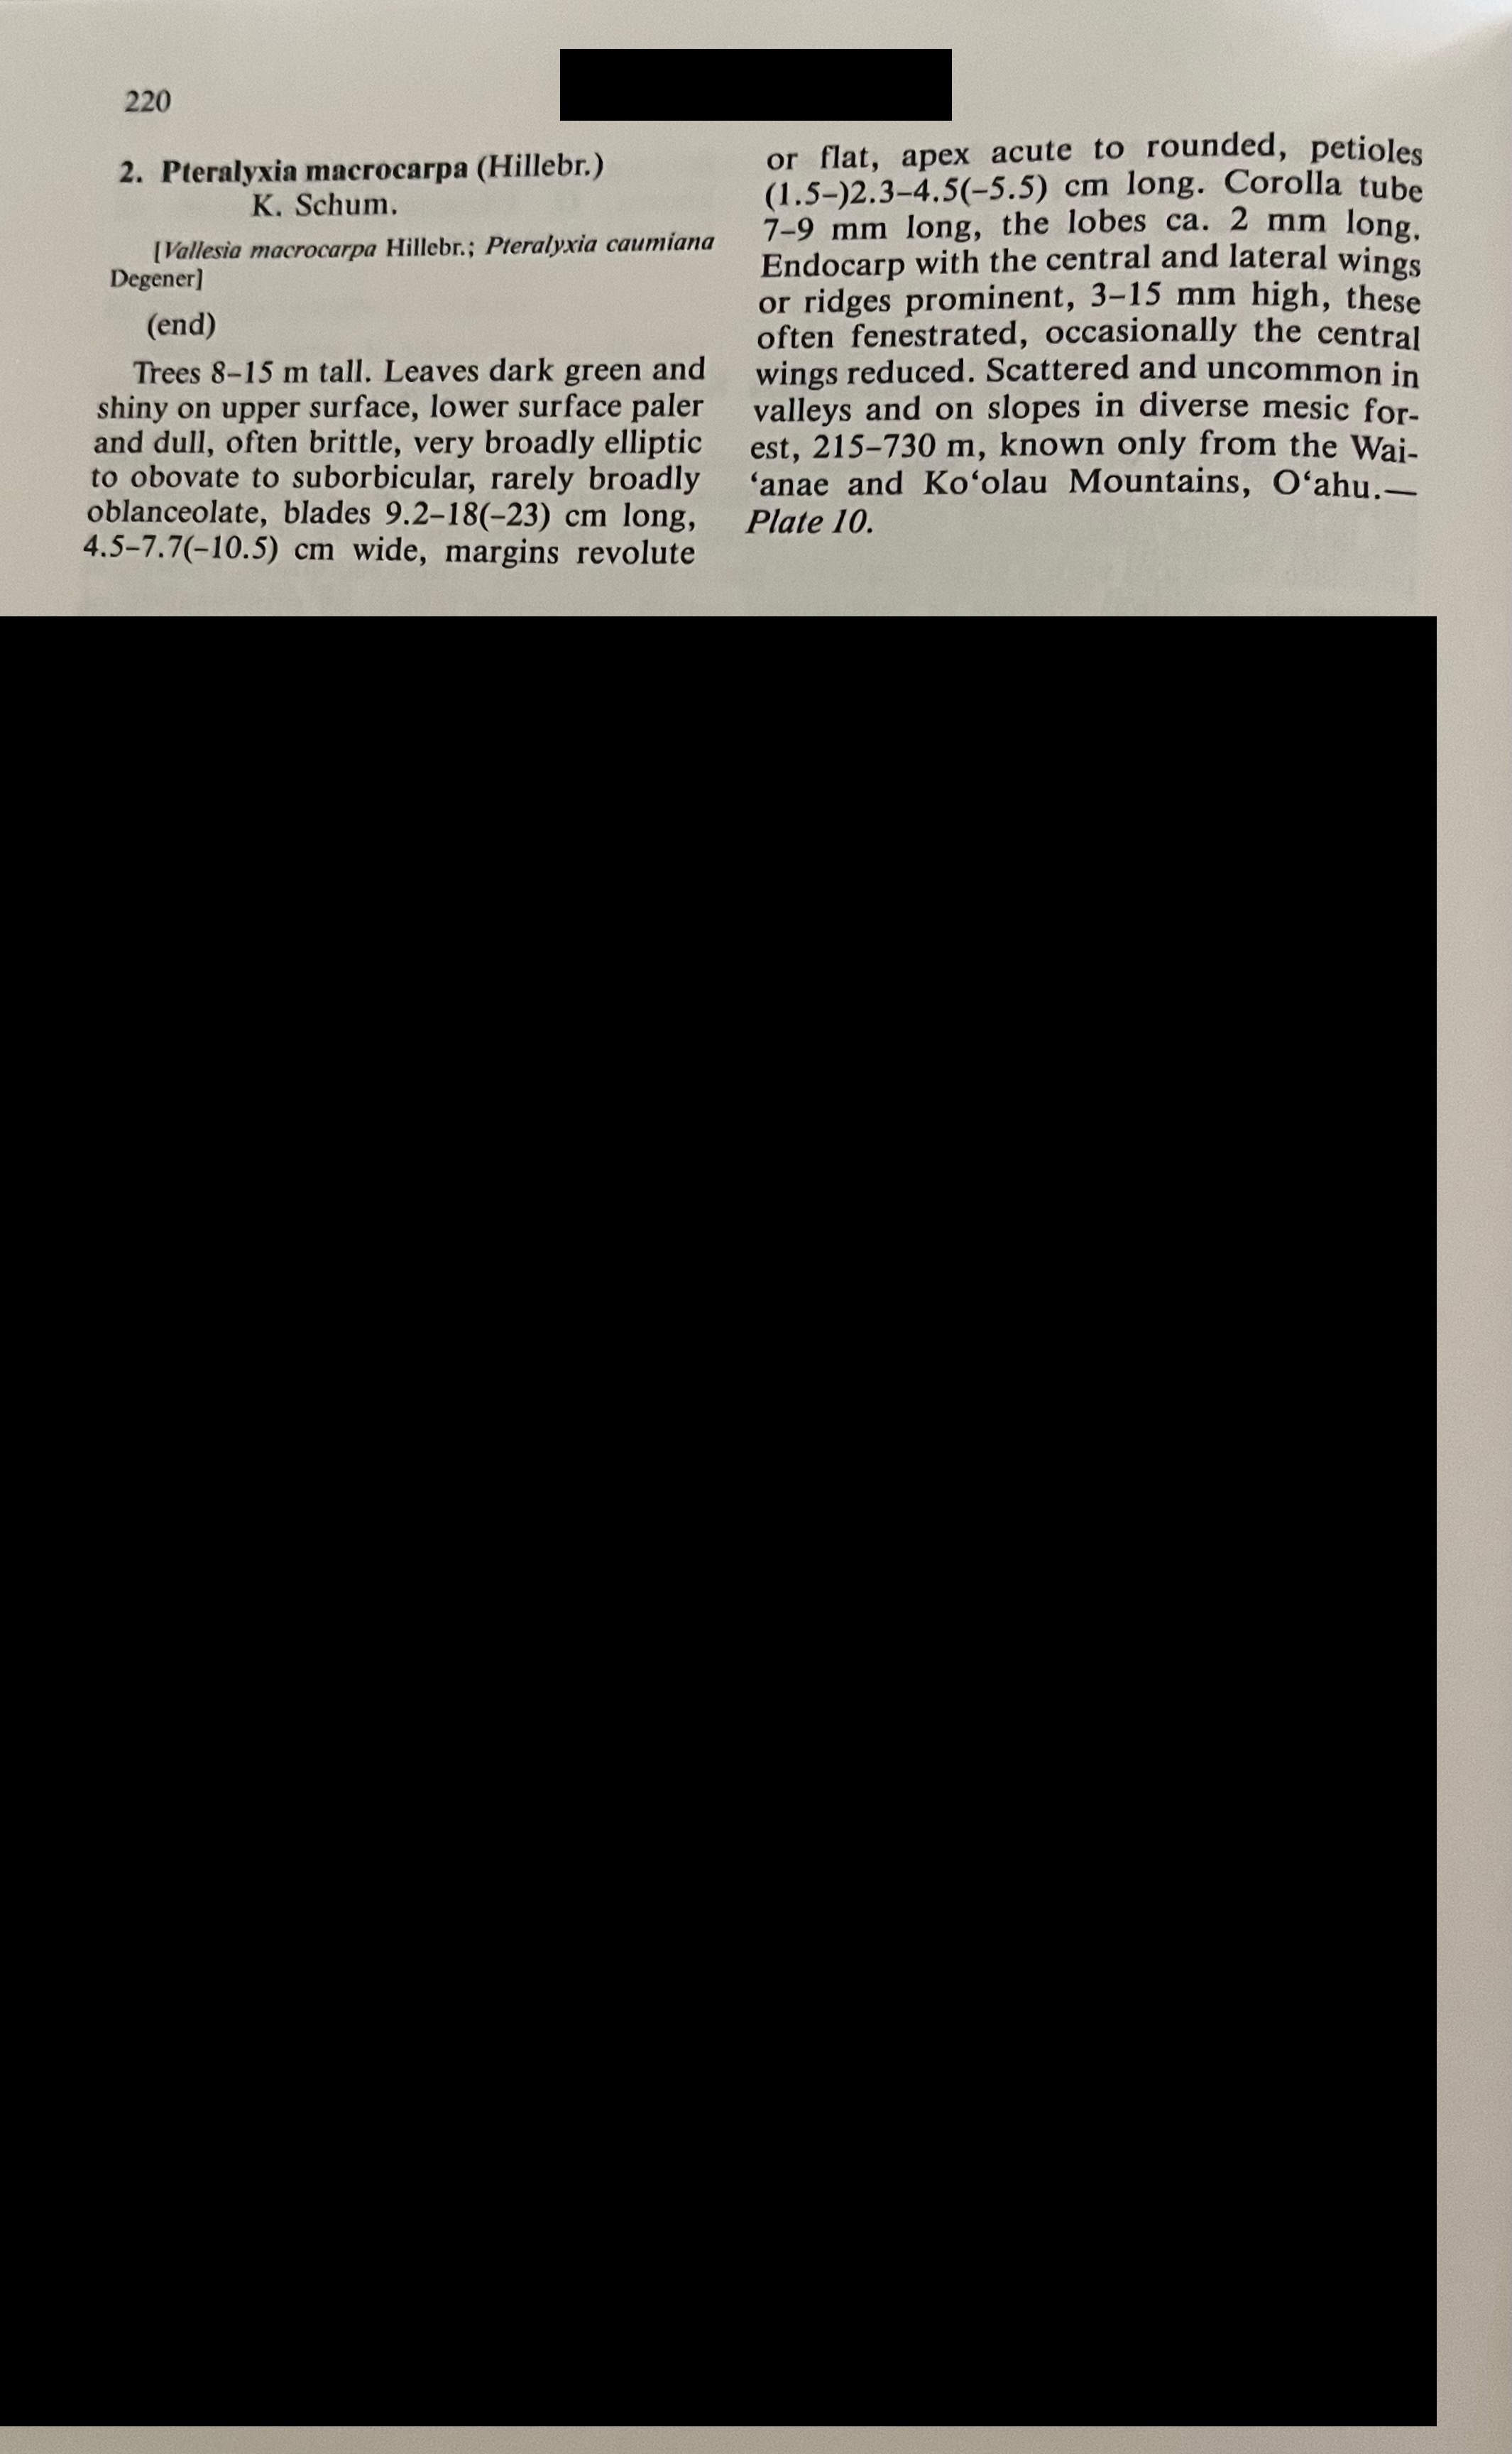 220
2. Pteralyxia macrocarpa (Hillebr.)
K. Schum.
[Vallesia macrocarpa Hillebr.; Pteralyxia caumiana
Degener]
(end)
Trees 8–15 m tall. Leaves dark green and
shiny on upper surface, lower surface paler
and dull, often brittle, very broadly elliptic
to obovate to suborbicular, rarely broadly
oblanceolate, blades 9.2–18(–23) cm long,
4.5–7.7(–10.5) cm wide, margins revolute
or flat, apex acute to rounded, petioles
(1.5–)2.3–4.5(–5.5) cm long. Corolla tube
7–9 mm long, the lobes ca. 2 mm long.
Endocarp with the central and lateral wings
or ridges prominent, 3–15 mm high, these
often fenestrated, occasionally the central
wings reduced. Scattered and uncommon in
valleys and on slopes in diverse mesic for-
est, 215–730 m, known only from the Wai-
ʻanae and Koʻolau Mountains, Oʻahu.—
Plate 10.